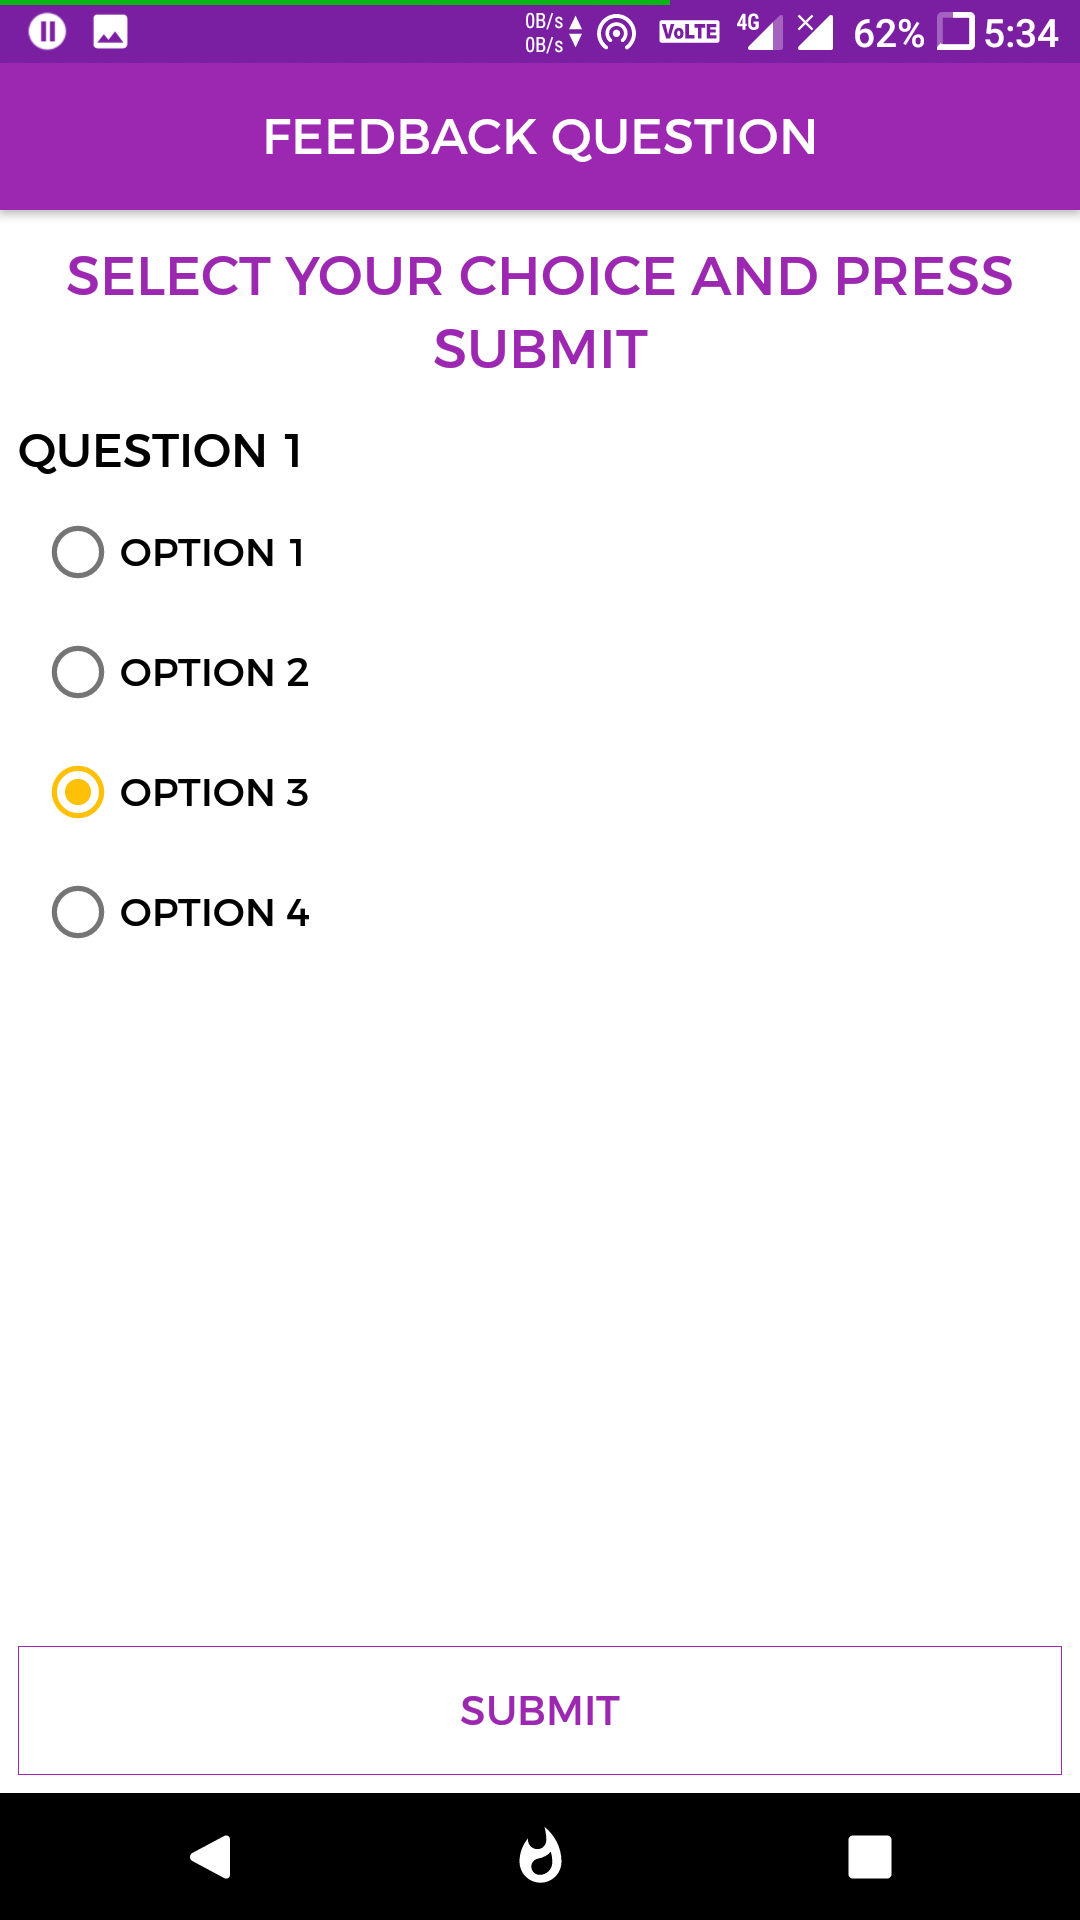 0B/s
0B/s
VoLTE
4G
62%
5:34
FEEDBACK QUESTION
SELECT YOUR CHOICE AND PRESS
SUBMIT
QUESTION 1
OPTION 1
OPTION 2
OPTION 3
OPTION 4
SUBMIT